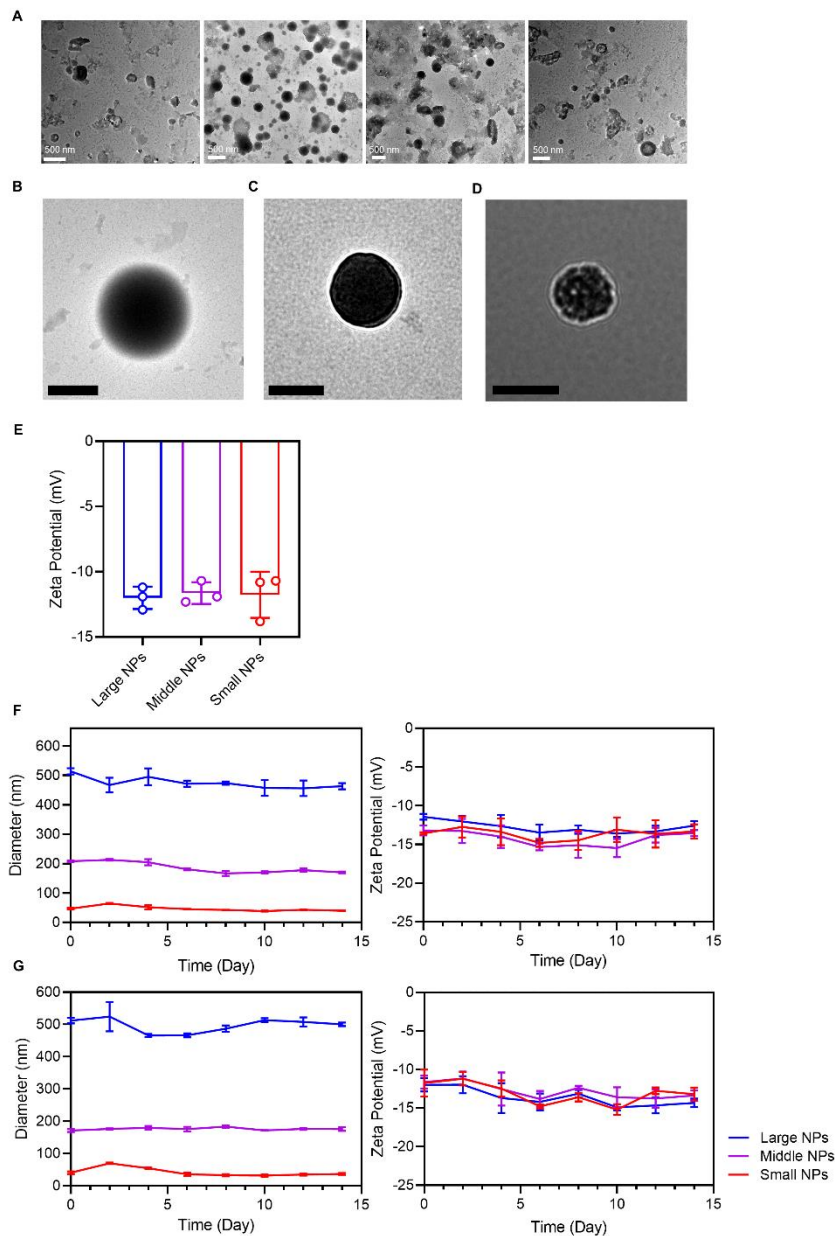 A
500 nm
500 nm
500 nm
500 nm
B
C
D
E
Zeta Potential (mV)
0
-5
-10
-15
Large NPs
Middle NPs
Small NPs
F
Diameter (nm)
600
500
400
300
200
100
0
0
5
10
15
Time (Day)
Zeta Potential (mV)
0
-5
-10
-15
-20
-25
0
5
10
15
Time (Day)
G
Diameter (nm)
600
500
400
300
200
100
0
0
5
10
15
Time (Day)
Zeta Potential (mV)
0
-5
-10
-15
-20
-25
0
5
10
15
Time (Day)
Large NPs
Middle NPs
Small NPs